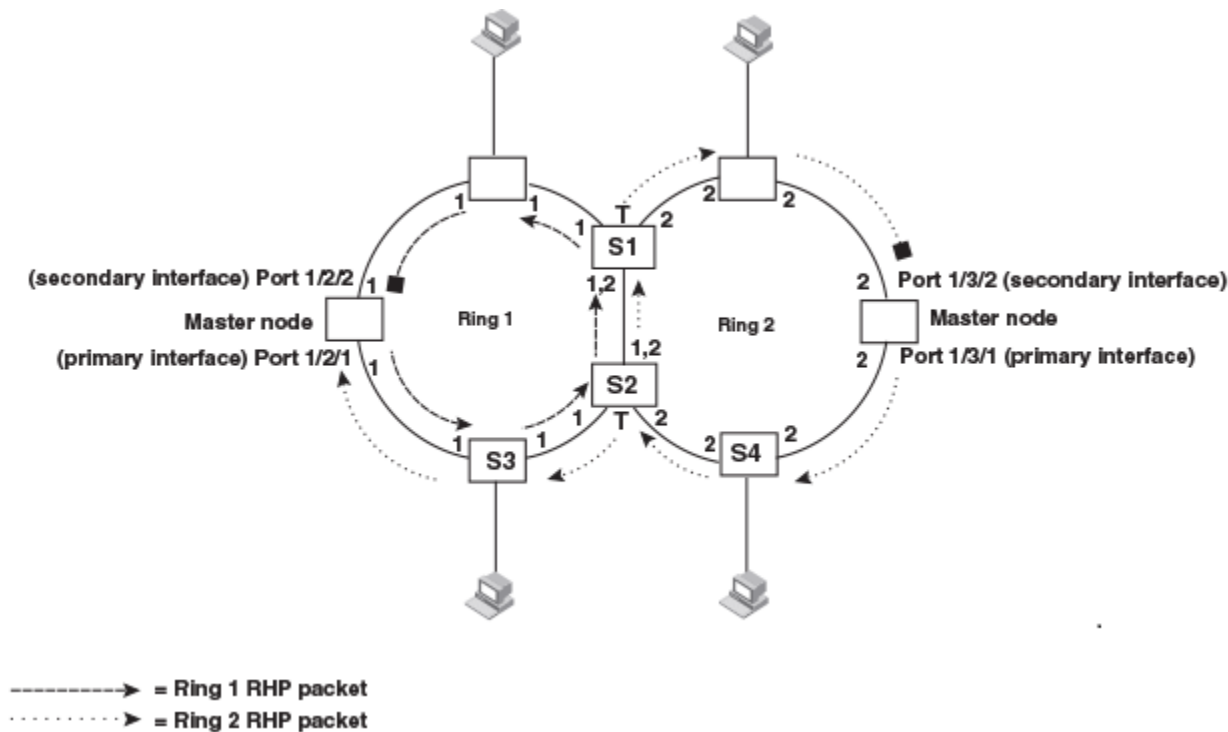 1
1
T
2
2
2
1
S1
1,2
(secondary interface) Port 1/2/2
1
2
Port 1/3/2 (secondary interface)
Master node
Ring 1
Ring 2
Master node
(primary interface) Port 1/2/1
1
1,2
2
Port 1/3/1 (primary interface)
S2
1
T
2
1
1
2
2
S3
S4
= Ring 1 RHP packet
= Ring 2 RHP packet